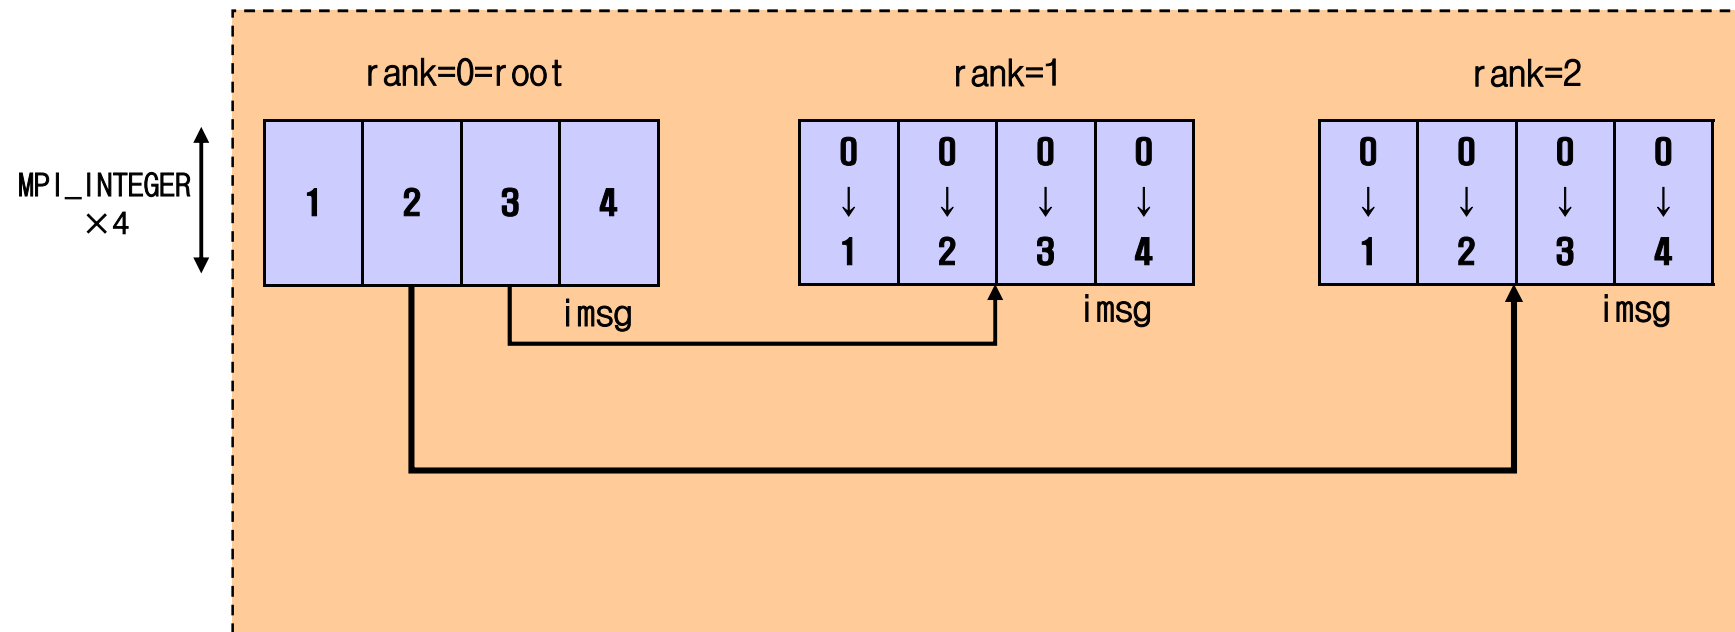 rank=0=root
rank=1
rank=2
MPI_INTEGER
×4
1 2 3 4
0 0 0 0
↓ ↓ ↓ ↓
1 2 3 4
0 0 0 0
↓ ↓ ↓ ↓
1 2 3 4
imsg
imsg
imsg